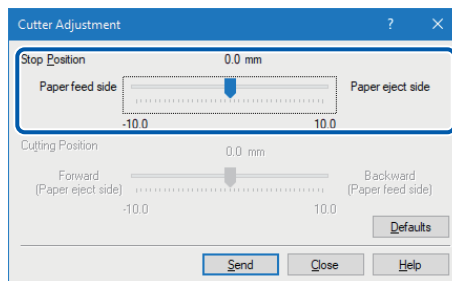 Cutter Adjustment ? ×
Stop Position 0.0 mm
Paper feed side Paper eject side
-10.0 10.0
Cutting Position 0.0 mm
Forward Backward
(Paper eject side) (Paper feed side)
-10.0 10.0
Defaults
Send Close Help